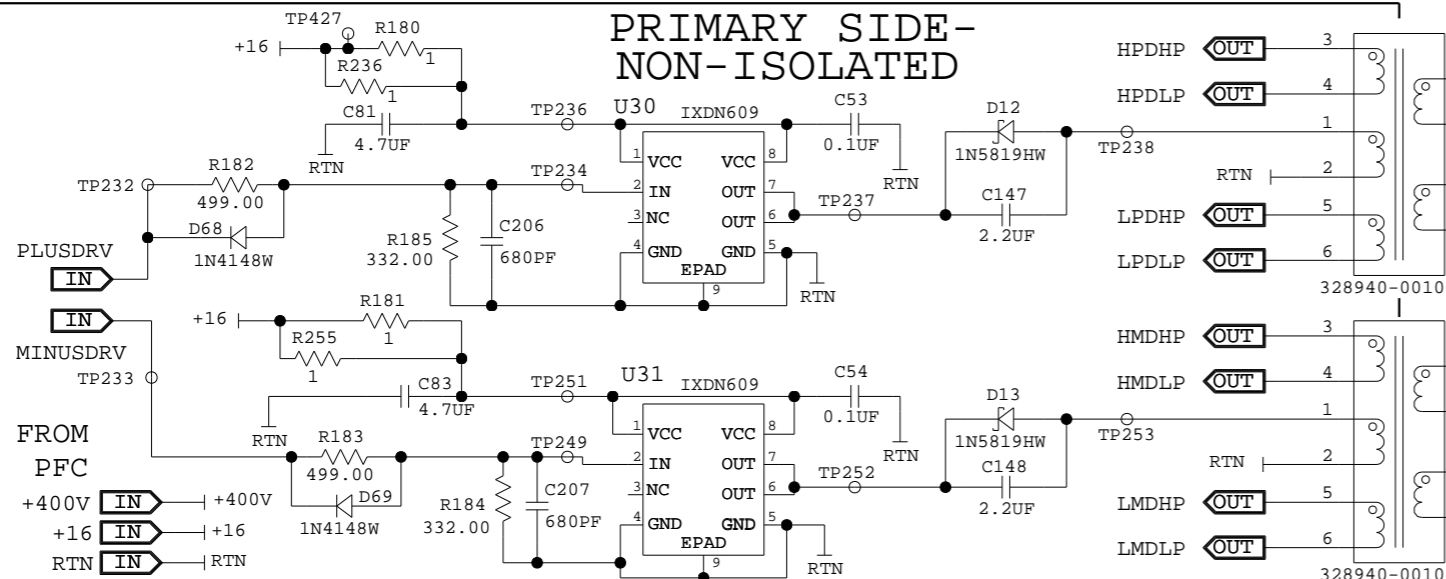 PRIMARY SIDE-
NON-ISOLATED
TP427
+16
R180
1
R236
1
C81
4.7UF
RTN
TP236
U30
IXDN609
C53
0.1UF
RTN
1 VCC
VCC 8
2 IN
OUT 7
3 NC
OUT 6
4 GND
GND 5
EPAD
9
RTN
TP232
R182
499.00
D68
1N4148W
TP234
R185
332.00
C206
680PF
PLUSDRV
IN
TP237
D12
1N5819HW
C147
2.2UF
TP238
HPDHP OUT 3
HPDLP OUT 4
1
RTN 2
LPDHP OUT 5
LPDLP OUT 6
328940-0010
IN
MINUSDRV
TP233
+16
R181
1
R255
1
C83
4.7UF
RTN
TP251
U31
IXDN609
C54
0.1UF
RTN
1 VCC
VCC 8
2 IN
OUT 7
3 NC
OUT 6
4 GND
GND 5
EPAD
9
RTN
R183
499.00
D69
1N4148W
TP249
R184
332.00
C207
680PF
TP252
D13
1N5819HW
C148
2.2UF
TP253
HMDHP OUT 3
HMDLP OUT 4
1
RTN 2
LMDHP OUT 5
LMDLP OUT 6
328940-0010
FROM
PFC
+400V IN +400V
+16 IN +16
RTN IN RTN